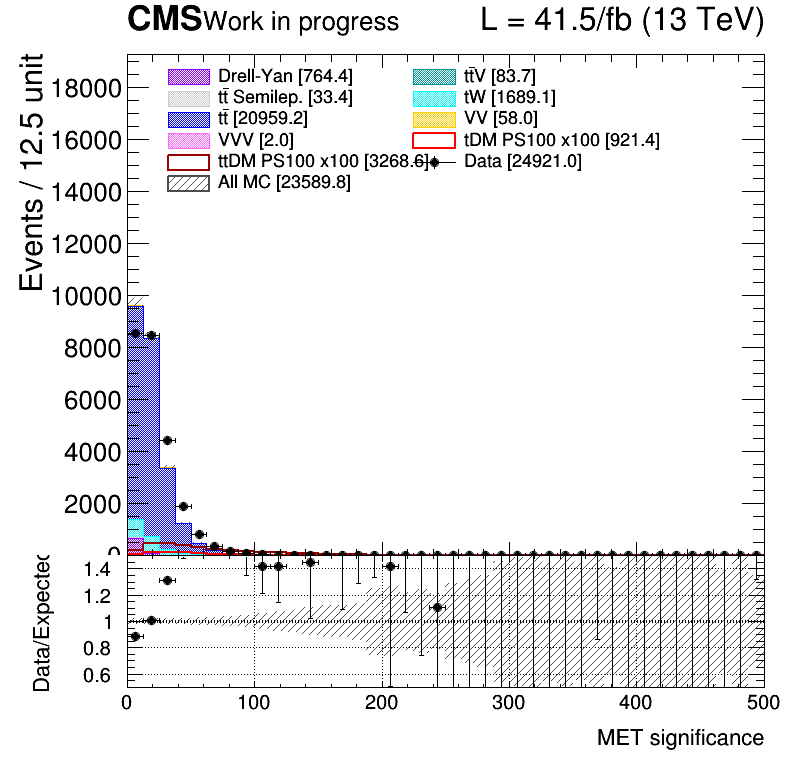 CMS Work in progress L = 41.5/fb (13 TeV)
Events / 12.5 unit
Drell-Yan [764.4] tt̄V [83.7]
tt̄ Semilep. [33.4] tW [1689.1]
tt̄ [20959.2] VV [58.0]
VVV [2.0] tDM PS100 x100 [921.4]
ttDM PS100 x100 [3268.6] Data [24921.0]
All MC [23589.8]
18000
16000
14000
12000
10000
8000
6000
4000
2000
0
Data/Expected
1.4
1.2
1
0.8
0.6
0 100 200 300 400 500
MET significance